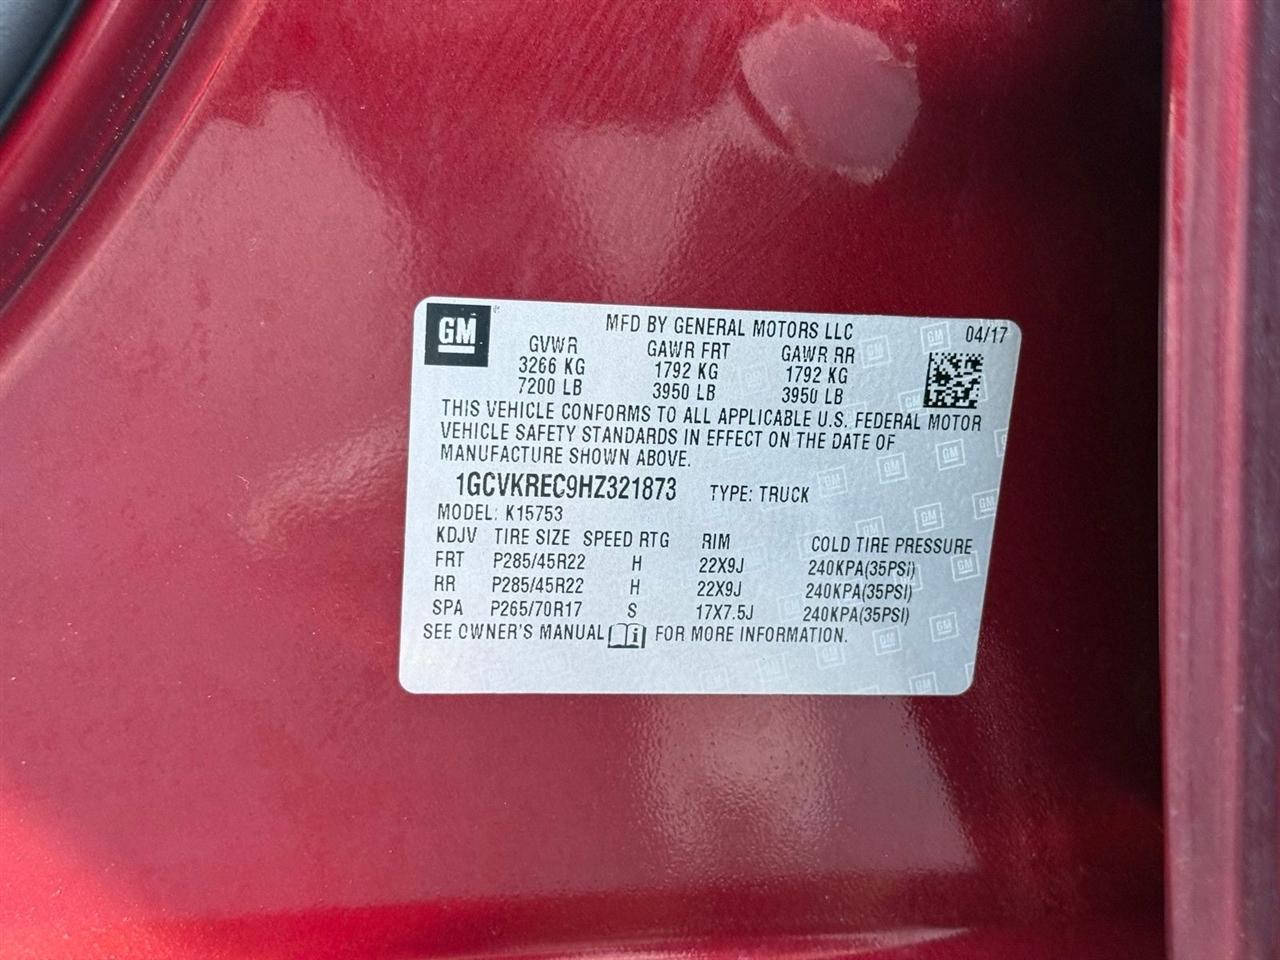 GM MFD BY GENERAL MOTORS LLC 04/17
GVWR GAWR FRT GAWR RR
3266 KG 1792 KG 1792 KG
7200 LB 3950 LB 3950 LB
THIS VEHICLE CONFORMS TO ALL APPLICABLE U.S. FEDERAL MOTOR
VEHICLE SAFETY STANDARDS IN EFFECT ON THE DATE OF
MANUFACTURE SHOWN ABOVE.
1GCVKREC9HZ321873 TYPE: TRUCK
MODEL: K15753
KDJV TIRE SIZE SPEED RTG RIM COLD TIRE PRESSURE
FRT P285/45R22 H 22X9J 240KPA(35PSI)
RR P285/45R22 H 22X9J 240KPA(35PSI)
SPA P265/70R17 S 17X7.5J 240KPA(35PSI)
SEE OWNER'S MANUAL i FOR MORE INFORMATION.